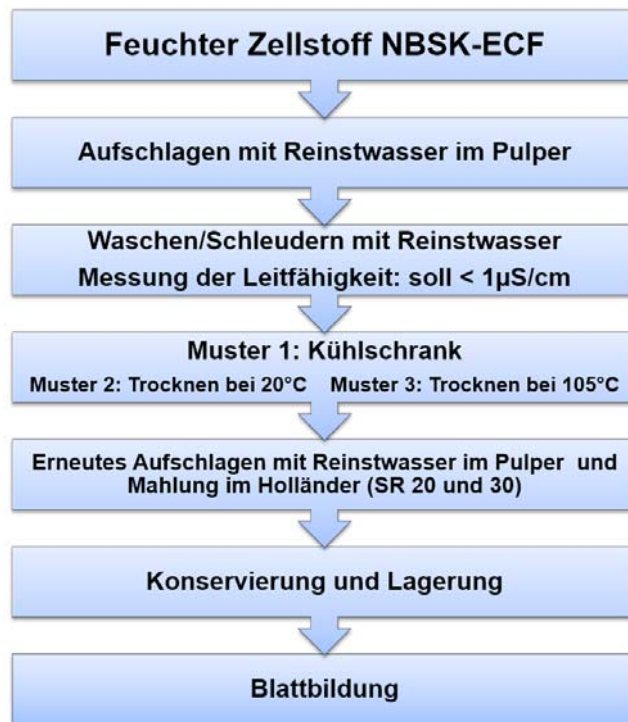 Feuchter Zellstoff NBSK-ECF
Aufschlagen mit Reinstwasser im Pulper
Waschen/Schleudern mit Reinstwasser
Messung der Leitfähigkeit: soll < 1µS/cm
Muster 1: Kühlschrank
Muster 2: Trocknen bei 20°C Muster 3: Trocknen bei 105°C
Erneutes Aufschlagen mit Reinstwasser im Pulper und
Mahlung im Holländer (SR 20 und 30)
Konservierung und Lagerung
Blattbildung